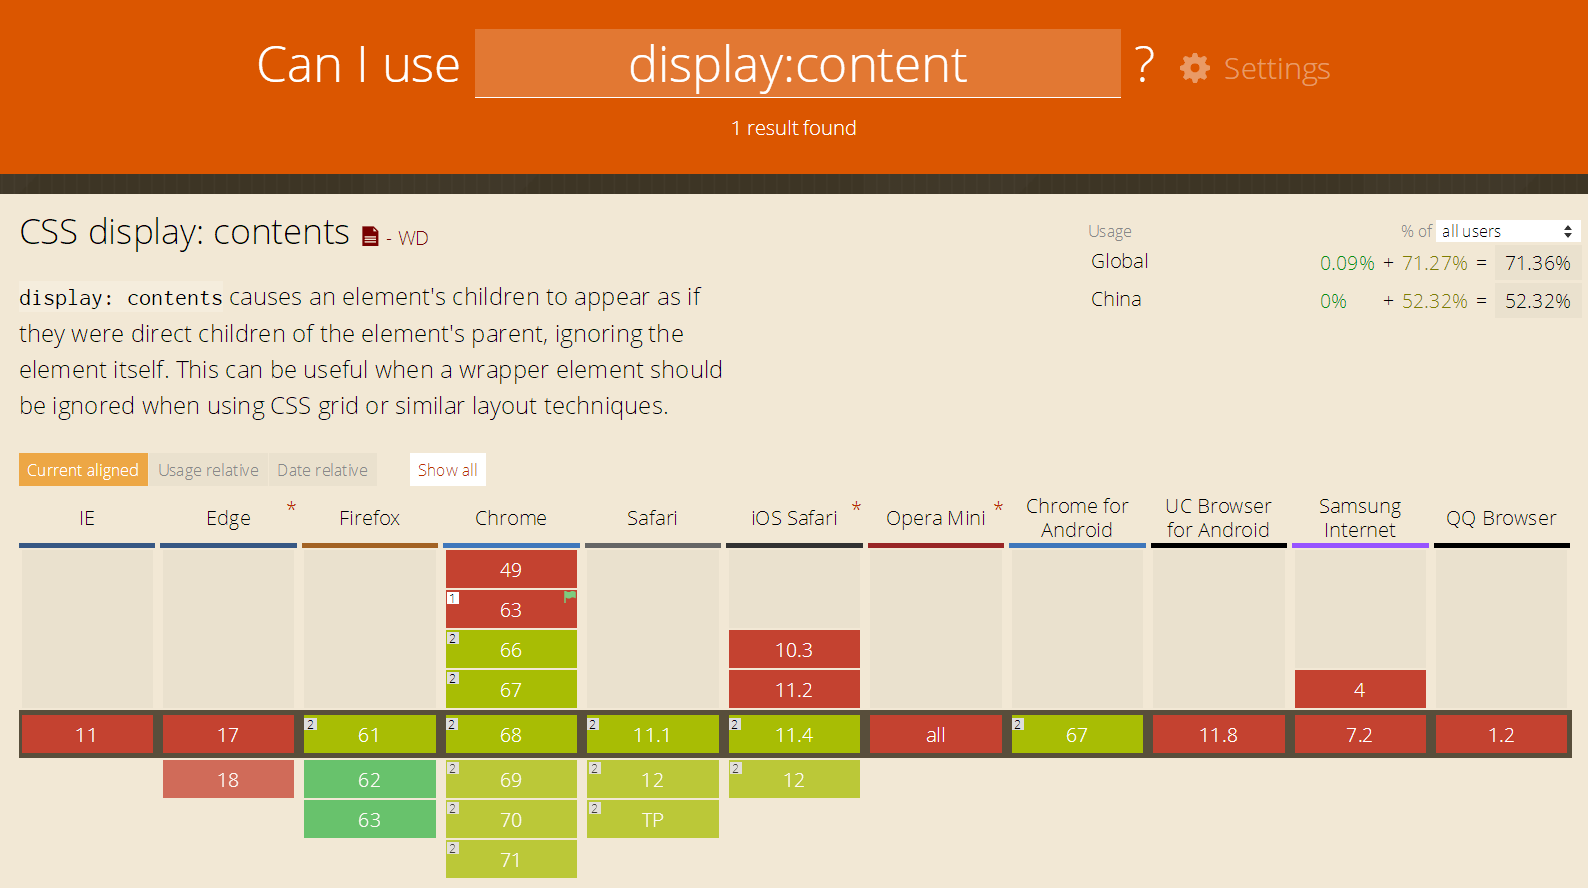 Can I use display:content ? Settings
1 result found
CSS display: contents - WD
Usage % of all users
Global 0.09% + 71.27% = 71.36%
China 0% + 52.32% = 52.32%
display: contents causes an element's children to appear as if
they were direct children of the element's parent, ignoring the
element itself. This can be useful when a wrapper element should
be ignored when using CSS grid or similar layout techniques.
Current aligned Usage relative Date relative Show all
IE Edge * Firefox Chrome Safari iOS Safari * Opera Mini * Chrome for Android UC Browser for Android Samsung Internet QQ Browser
49
1 63
2 66 10.3
2 67 11.2 4
11 17 2 61 2 68 2 11.1 2 11.4 all 2 67 11.8 7.2 1.2
18 62 2 69 2 12 2 12
63 2 70 2 TP
2 71